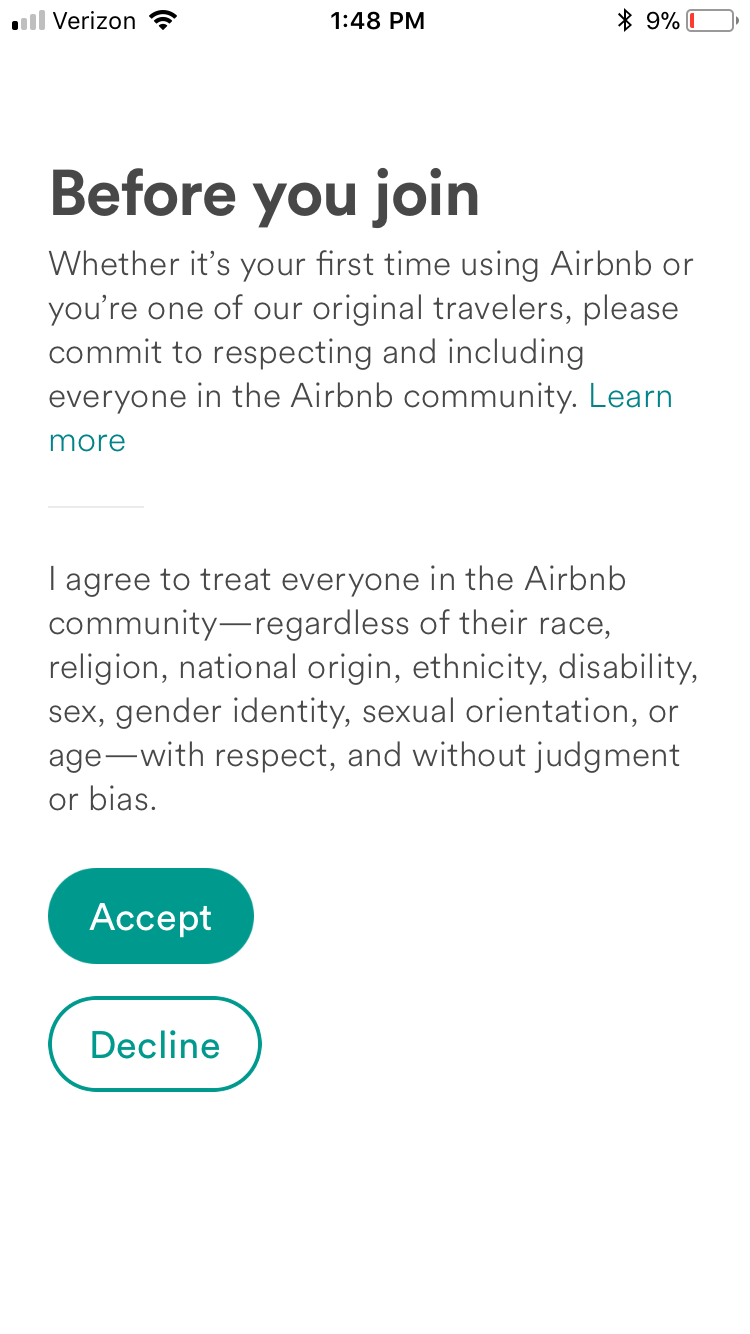 Verizon 1:48 PM 9%
Before you join
Whether it’s your first time using Airbnb or
you’re one of our original travelers, please
commit to respecting and including
everyone in the Airbnb community. Learn
more
I agree to treat everyone in the Airbnb
community—regardless of their race,
religion, national origin, ethnicity, disability,
sex, gender identity, sexual orientation, or
age—with respect, and without judgment
or bias.
Accept
Decline